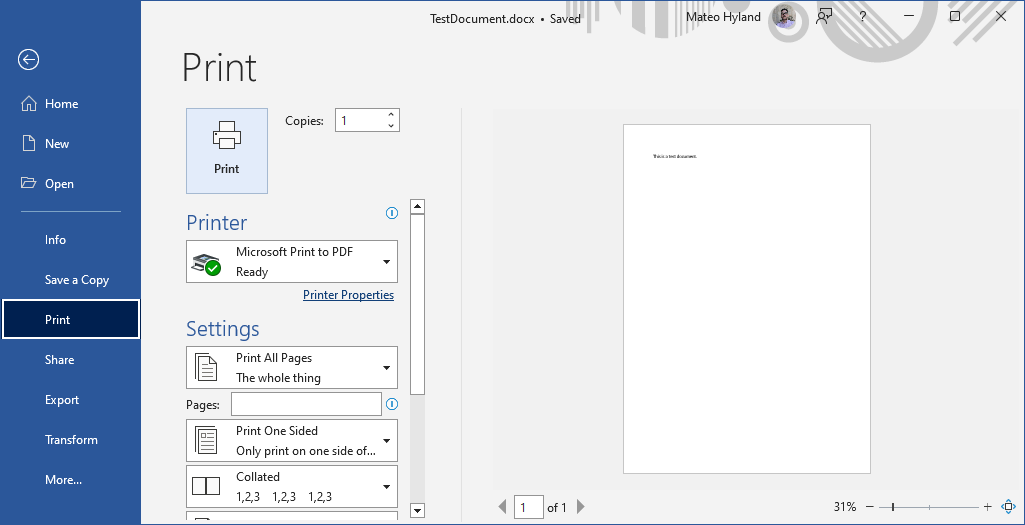 TestDocument.docx • Saved
Mateo Hyland
?
Print
Home
New
Open
Info
Save a Copy
Print
Share
Export
Transform
More...
Print
Copies: 1
Printer
Microsoft Print to PDF
Ready
Printer Properties
Settings
Print All Pages
The whole thing
Pages:
Print One Sided
Only print on one side of...
Collated
1,2,3 1,2,3 1,2,3
This is a test document.
1 of 1
31%